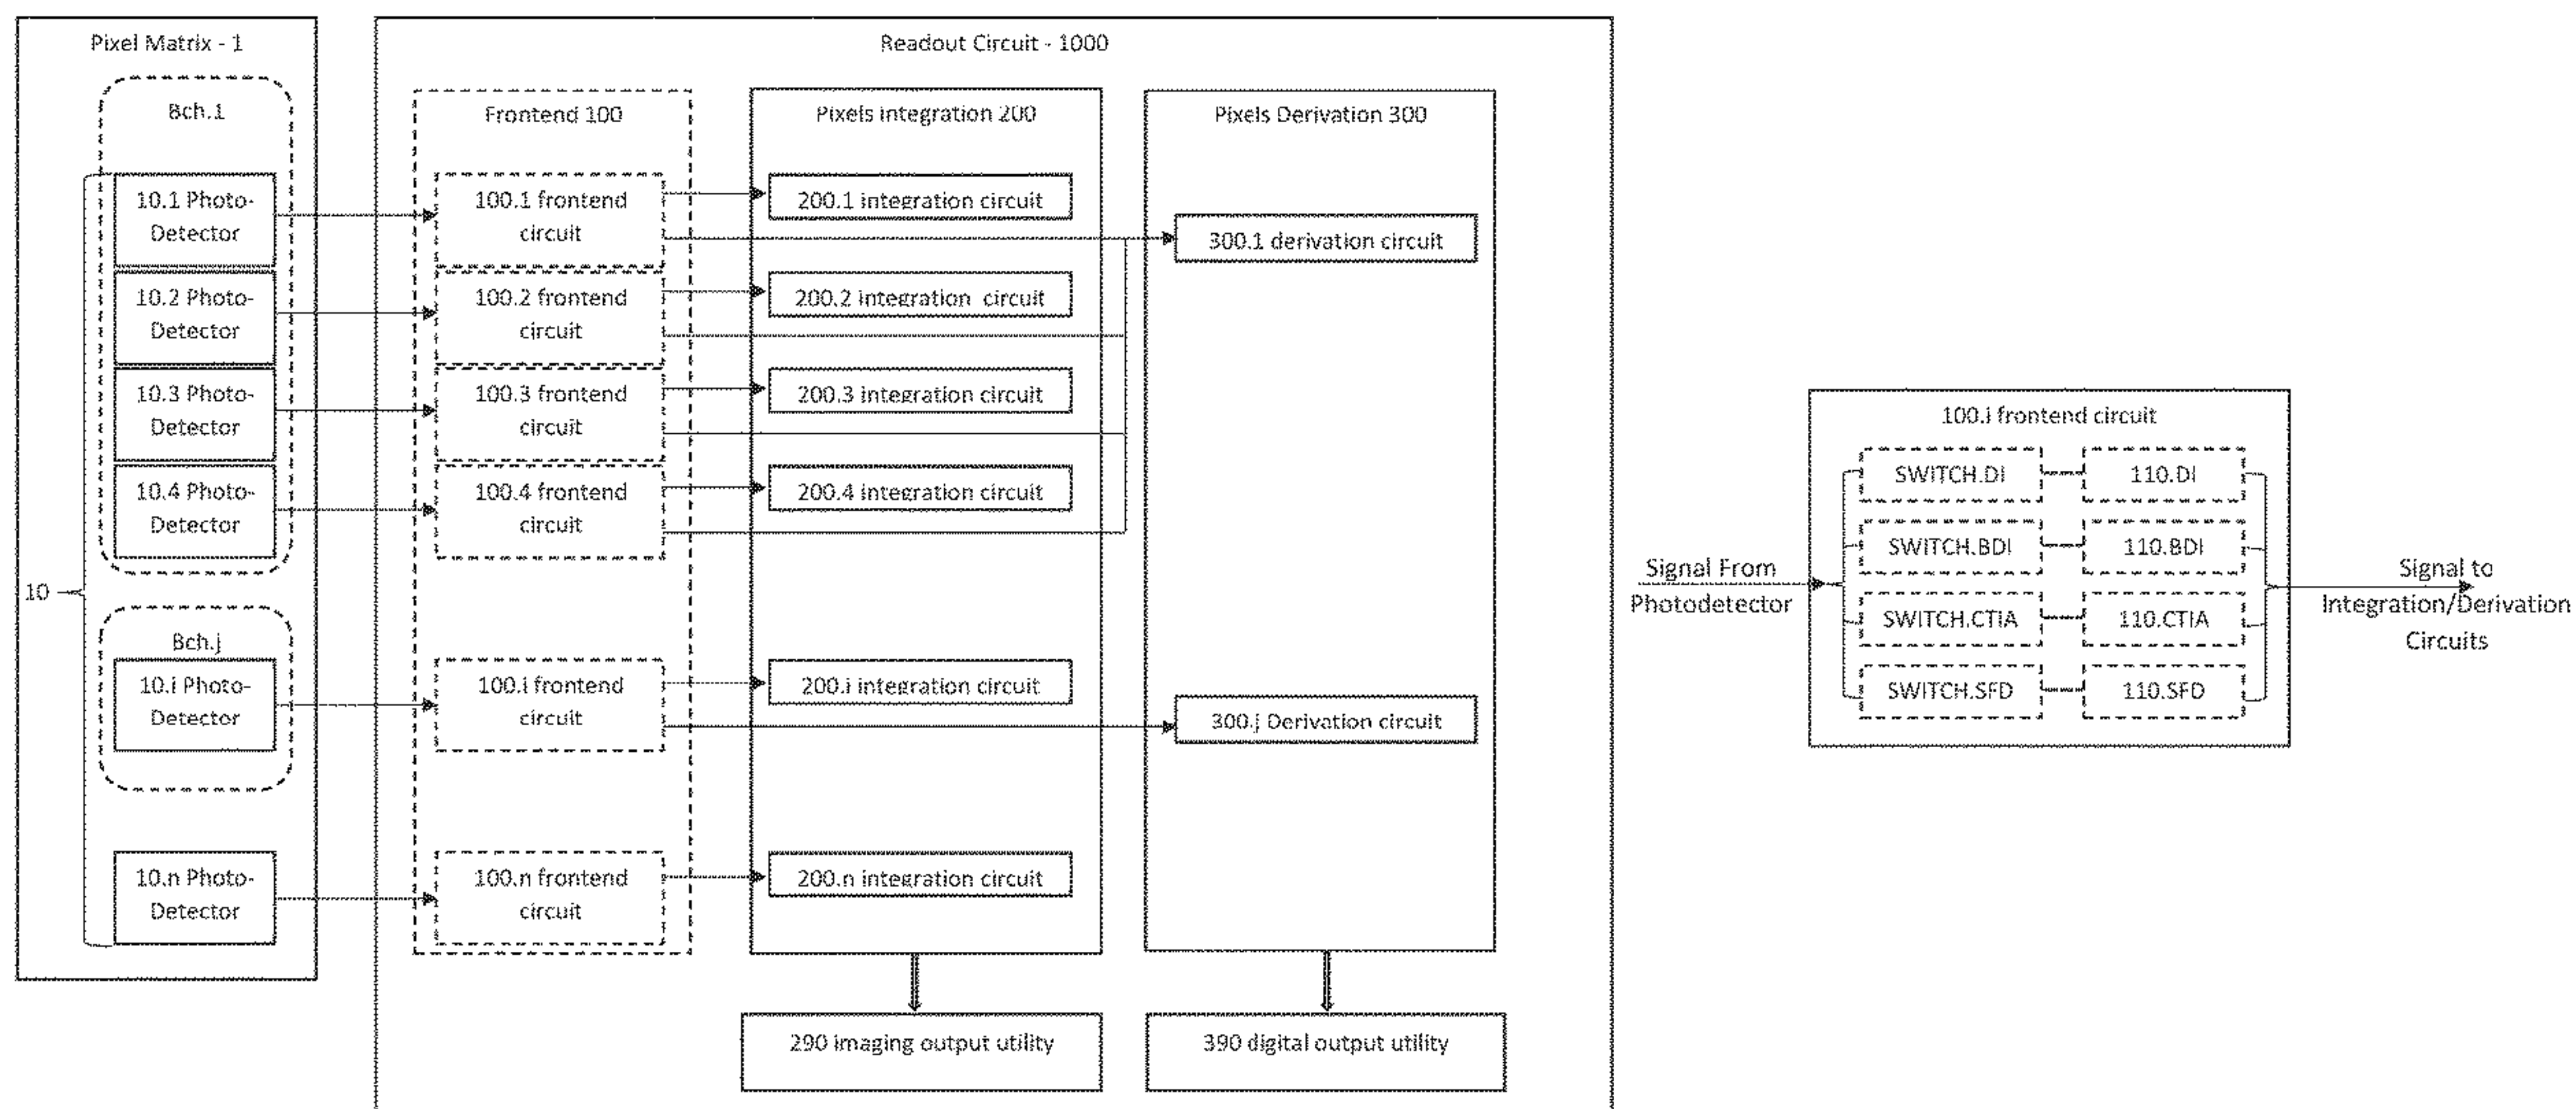 Pixel Matrix - 1
Bch.1
10.1 Photo-
Detector
10.2 Photo-
Detector
10.3 Photo-
Detector
10.4 Photo-
Detector
10
Bch.j
10.i Photo-
Detector
10.n Photo-
Detector
Readout Circuit - 1000
Frontend 100
100.1 frontend
circuit
100.2 frontend
circuit
100.3 frontend
circuit
100.4 frontend
circuit
100.i frontend
circuit
100.n frontend
circuit
Pixels Integration 200
200.1 integration circuit
200.2 integration circuit
200.3 integration circuit
200.4 integration circuit
200.i integration circuit
200.n integration circuit
290 imaging output utility
Pixels Derivation 300
300.1 derivation circuit
300.j Derivation circuit
390 digital output utility
Signal From
Photodetector
100.i frontend circuit
SWITCH.DI
110.DI
SWITCH.BDI
110.BDI
SWITCH.CTIA
110.CTIA
SWITCH.SFD
110.SFD
Signal to
Integration/Derivation
Circuits